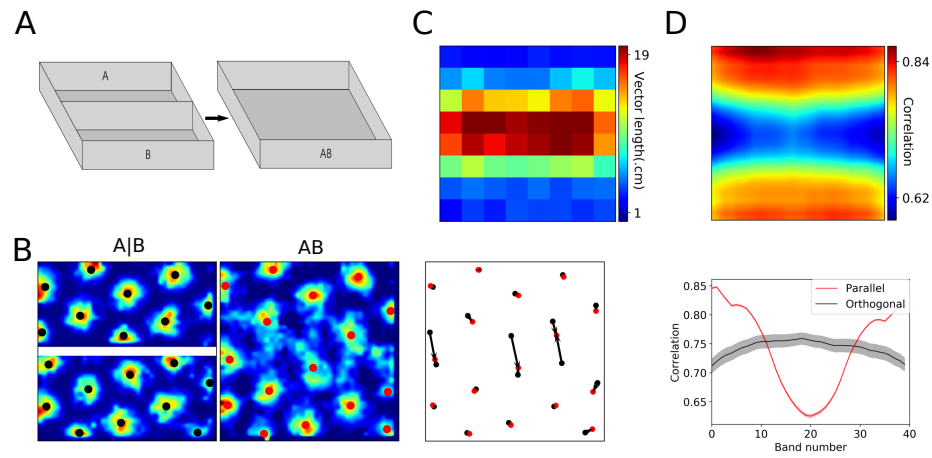 A
A
B
AB
B
A|B
AB
C
19
1
Vector length(.cm)
D
0.84
0.62
Correlation
0.85
0.80
0.75
0.70
0.65
0
10
20
30
40
Correlation
Band number
Parallel
Orthogonal